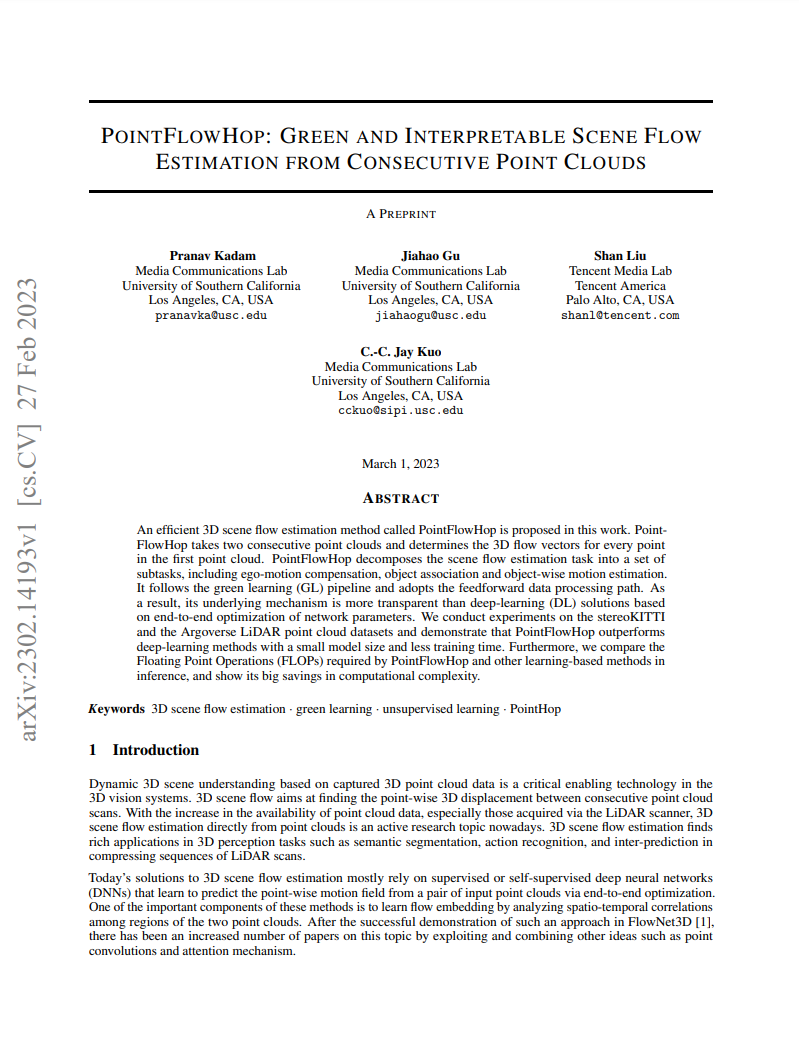 POINTFLOWHOP: GREEN AND INTERPRETABLE SCENE FLOW
ESTIMATION FROM CONSECUTIVE POINT CLOUDS
A PREPRINT
Pranav Kadam
Media Communications Lab
University of Southern California
Los Angeles, CA, USA
pranavka@usc.edu
Jiahao Gu
Media Communications Lab
University of Southern California
Los Angeles, CA, USA
jiahaogu@usc.edu
Shan Liu
Tencent Media Lab
Tencent America
Palo Alto, CA, USA
shanl@tencent.com
C.-C. Jay Kuo
Media Communications Lab
University of Southern California
Los Angeles, CA, USA
cckuo@sipi.usc.edu
March 1, 2023
ABSTRACT
An efficient 3D scene flow estimation method called PointFlowHop is proposed in this work. Point-
FlowHop takes two consecutive point clouds and determines the 3D flow vectors for every point
in the first point cloud. PointFlowHop decomposes the scene flow estimation task into a set of
subtasks, including ego-motion compensation, object association and object-wise motion estimation.
It follows the green learning (GL) pipeline and adopts the feedforward data processing path. As
a result, its underlying mechanism is more transparent than deep-learning (DL) solutions based
on end-to-end optimization of network parameters. We conduct experiments on the stereoKITTI
and the Argoverse LiDAR point cloud datasets and demonstrate that PointFlowHop outperforms
deep-learning methods with a small model size and less training time. Furthermore, we compare the
Floating Point Operations (FLOPs) required by PointFlowHop and other learning-based methods in
inference, and show its big savings in computational complexity.
Keywords 3D scene flow estimation · green learning · unsupervised learning · PointHop
1 Introduction
Dynamic 3D scene understanding based on captured 3D point cloud data is a critical enabling technology in the
3D vision systems. 3D scene flow aims at finding the point-wise 3D displacement between consecutive point cloud
scans. With the increase in the availability of point cloud data, especially those acquired via the LiDAR scanner, 3D
scene flow estimation directly from point clouds is an active research topic nowadays. 3D scene flow estimation finds
rich applications in 3D perception tasks such as semantic segmentation, action recognition, and inter-prediction in
compressing sequences of LiDAR scans.
Today's solutions to 3D scene flow estimation mostly rely on supervised or self-supervised deep neural networks
(DNNs) that learn to predict the point-wise motion field from a pair of input point clouds via end-to-end optimization.
One of the important components of these methods is to learn flow embedding by analyzing spatio-temporal correlations
among regions of the two point clouds. After the successful demonstration of such an approach in FlowNet3D [1],
there has been an increased number of papers on this topic by exploiting and combining other ideas such as point
convolutions and attention mechanism.
arXiv:2302.14193v1 [cs.CV] 27 Feb 2023